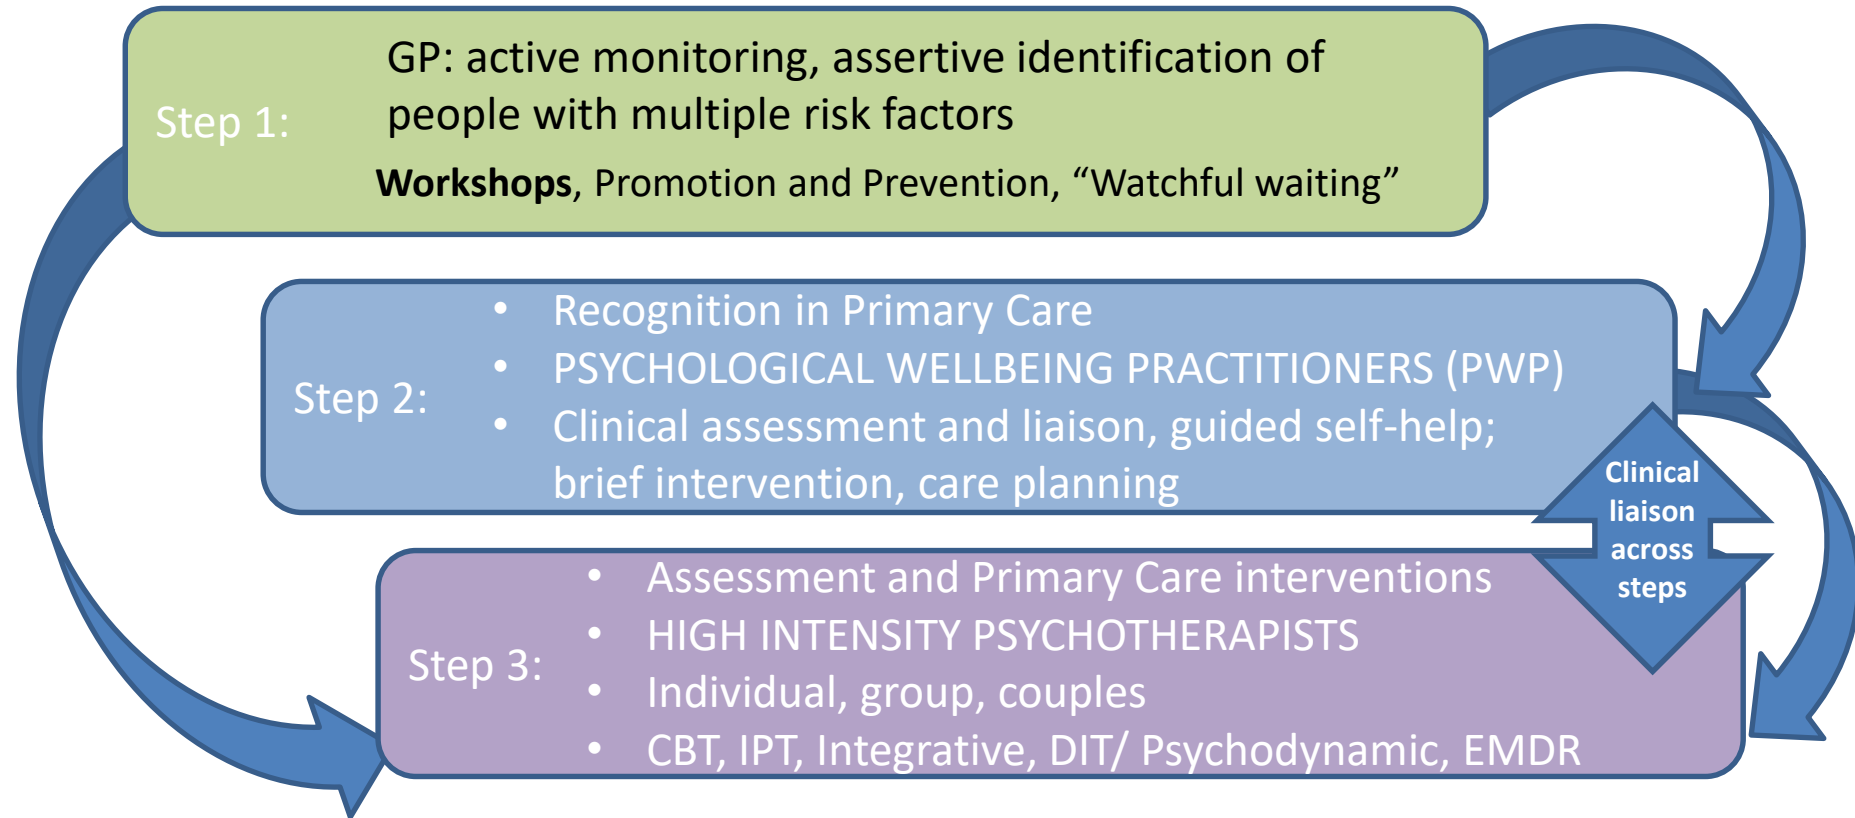 Step 1:
GP: active monitoring, assertive identification of
people with multiple risk factors
Workshops, Promotion and Prevention, “Watchful waiting”
Step 2:
• Recognition in Primary Care
• PSYCHOLOGICAL WELLBEING PRACTITIONERS (PWP)
• Clinical assessment and liaison, guided self-help;
brief intervention, care planning
Clinical
liaison
across
steps
Step 3:
• Assessment and Primary Care interventions
• HIGH INTENSITY PSYCHOTHERAPISTS
• Individual, group, couples
• CBT, IPT, Integrative, DIT/ Psychodynamic, EMDR